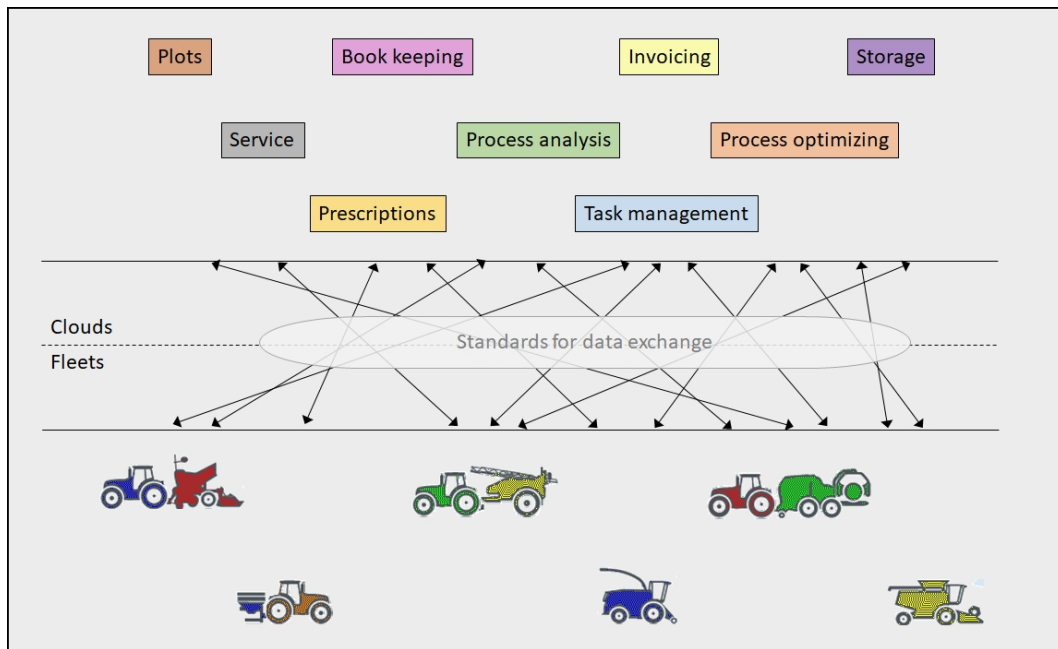 Plots
Book keeping
Invoicing
Storage
Service
Process analysis
Process optimizing
Prescriptions
Task management
Clouds
Standards for data exchange
Fleets